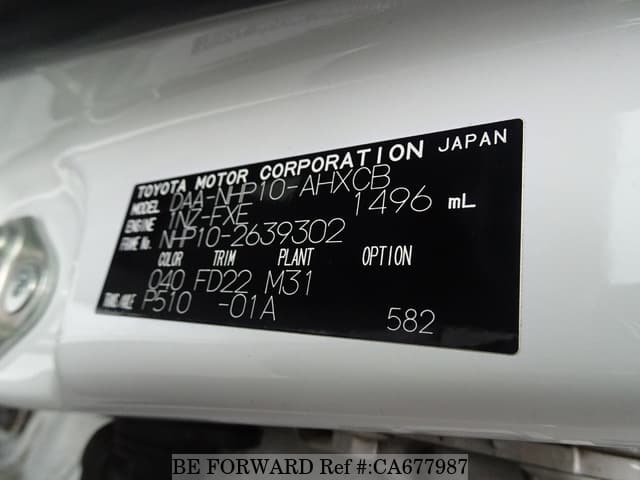 TOYOTA MOTOR CORPORATION JAPAN
MODEL DAA-NHP10-AHXCB
ENGINE 1NZ-FXE 1496 mL
FRAME No. NHP10-2639302
COLOR TRIM PLANT OPTION
040 FD22 M31
TRANS./AXLE P510 -01A
582
BE FORWARD Ref #:CA677987